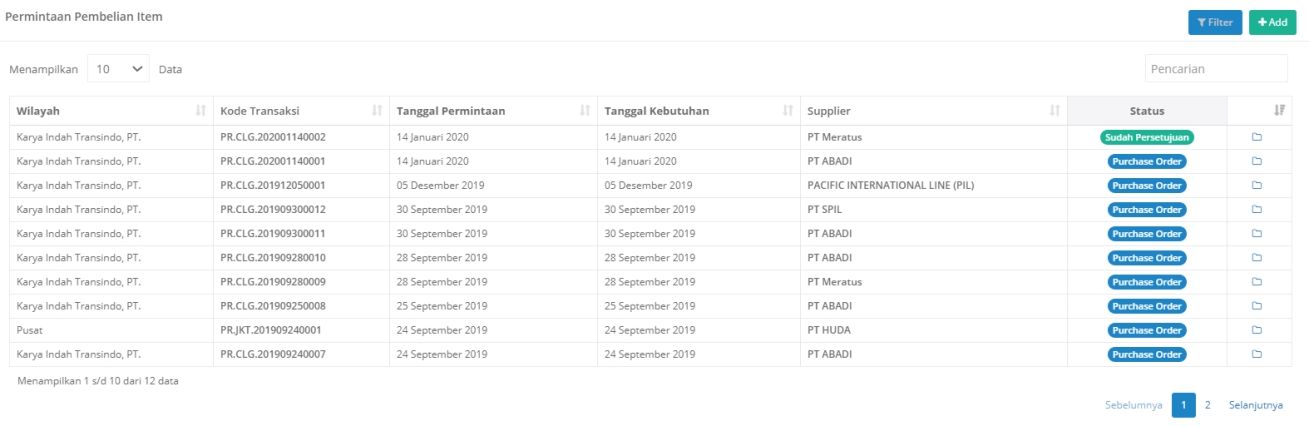 Permintaan Pembelian Item
Filter + Add
Menampilkan 10 Data Pencarian
Wilayah Kode Transaksi Tanggal Permintaan Tanggal Kebutuhan Supplier Status
Karya Indah Transindo, PT. PR.CLG.202001140002 14 Januari 2020 14 Januari 2020 PT Meratus Sudah Persetujuan
Karya Indah Transindo, PT. PR.CLG.202001140001 14 Januari 2020 14 Januari 2020 PT ABADI Purchase Order
Karya Indah Transindo, PT. PR.CLG.201912050001 05 Desember 2019 05 Desember 2019 PACIFIC INTERNATIONAL LINE (PIL) Purchase Order
Karya Indah Transindo, PT. PR.CLG.201909300012 30 September 2019 30 September 2019 PT SPIL Purchase Order
Karya Indah Transindo, PT. PR.CLG.201909300011 30 September 2019 30 September 2019 PT ABADI Purchase Order
Karya Indah Transindo, PT. PR.CLG.201909280010 28 September 2019 28 September 2019 PT ABADI Purchase Order
Karya Indah Transindo, PT. PR.CLG.201909280009 28 September 2019 28 September 2019 PT Meratus Purchase Order
Karya Indah Transindo, PT. PR.CLG.201909250008 25 September 2019 25 September 2019 PT ABADI Purchase Order
Pusat PR.JKT.201909240001 24 September 2019 24 September 2019 PT HUDA Purchase Order
Karya Indah Transindo, PT. PR.CLG.201909240007 24 September 2019 24 September 2019 PT ABADI Purchase Order
Menampilkan 1 s/d 10 dari 12 data
Sebelumnya 1 2 Selanjutnya